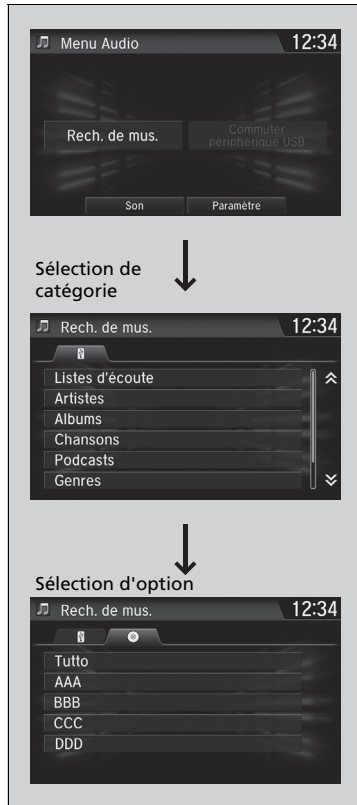 Menu Audio 12:34
Rech. de mus.
Commuter
périphérique USB
Son Paramètre
Sélection de
catégorie
Rech. de mus. 12:34
Listes d'écoute
Artistes
Albums
Chansons
Podcasts
Genres
Sélection d'option
Rech. de mus. 12:34
Tutto
AAA
BBB
CCC
DDD